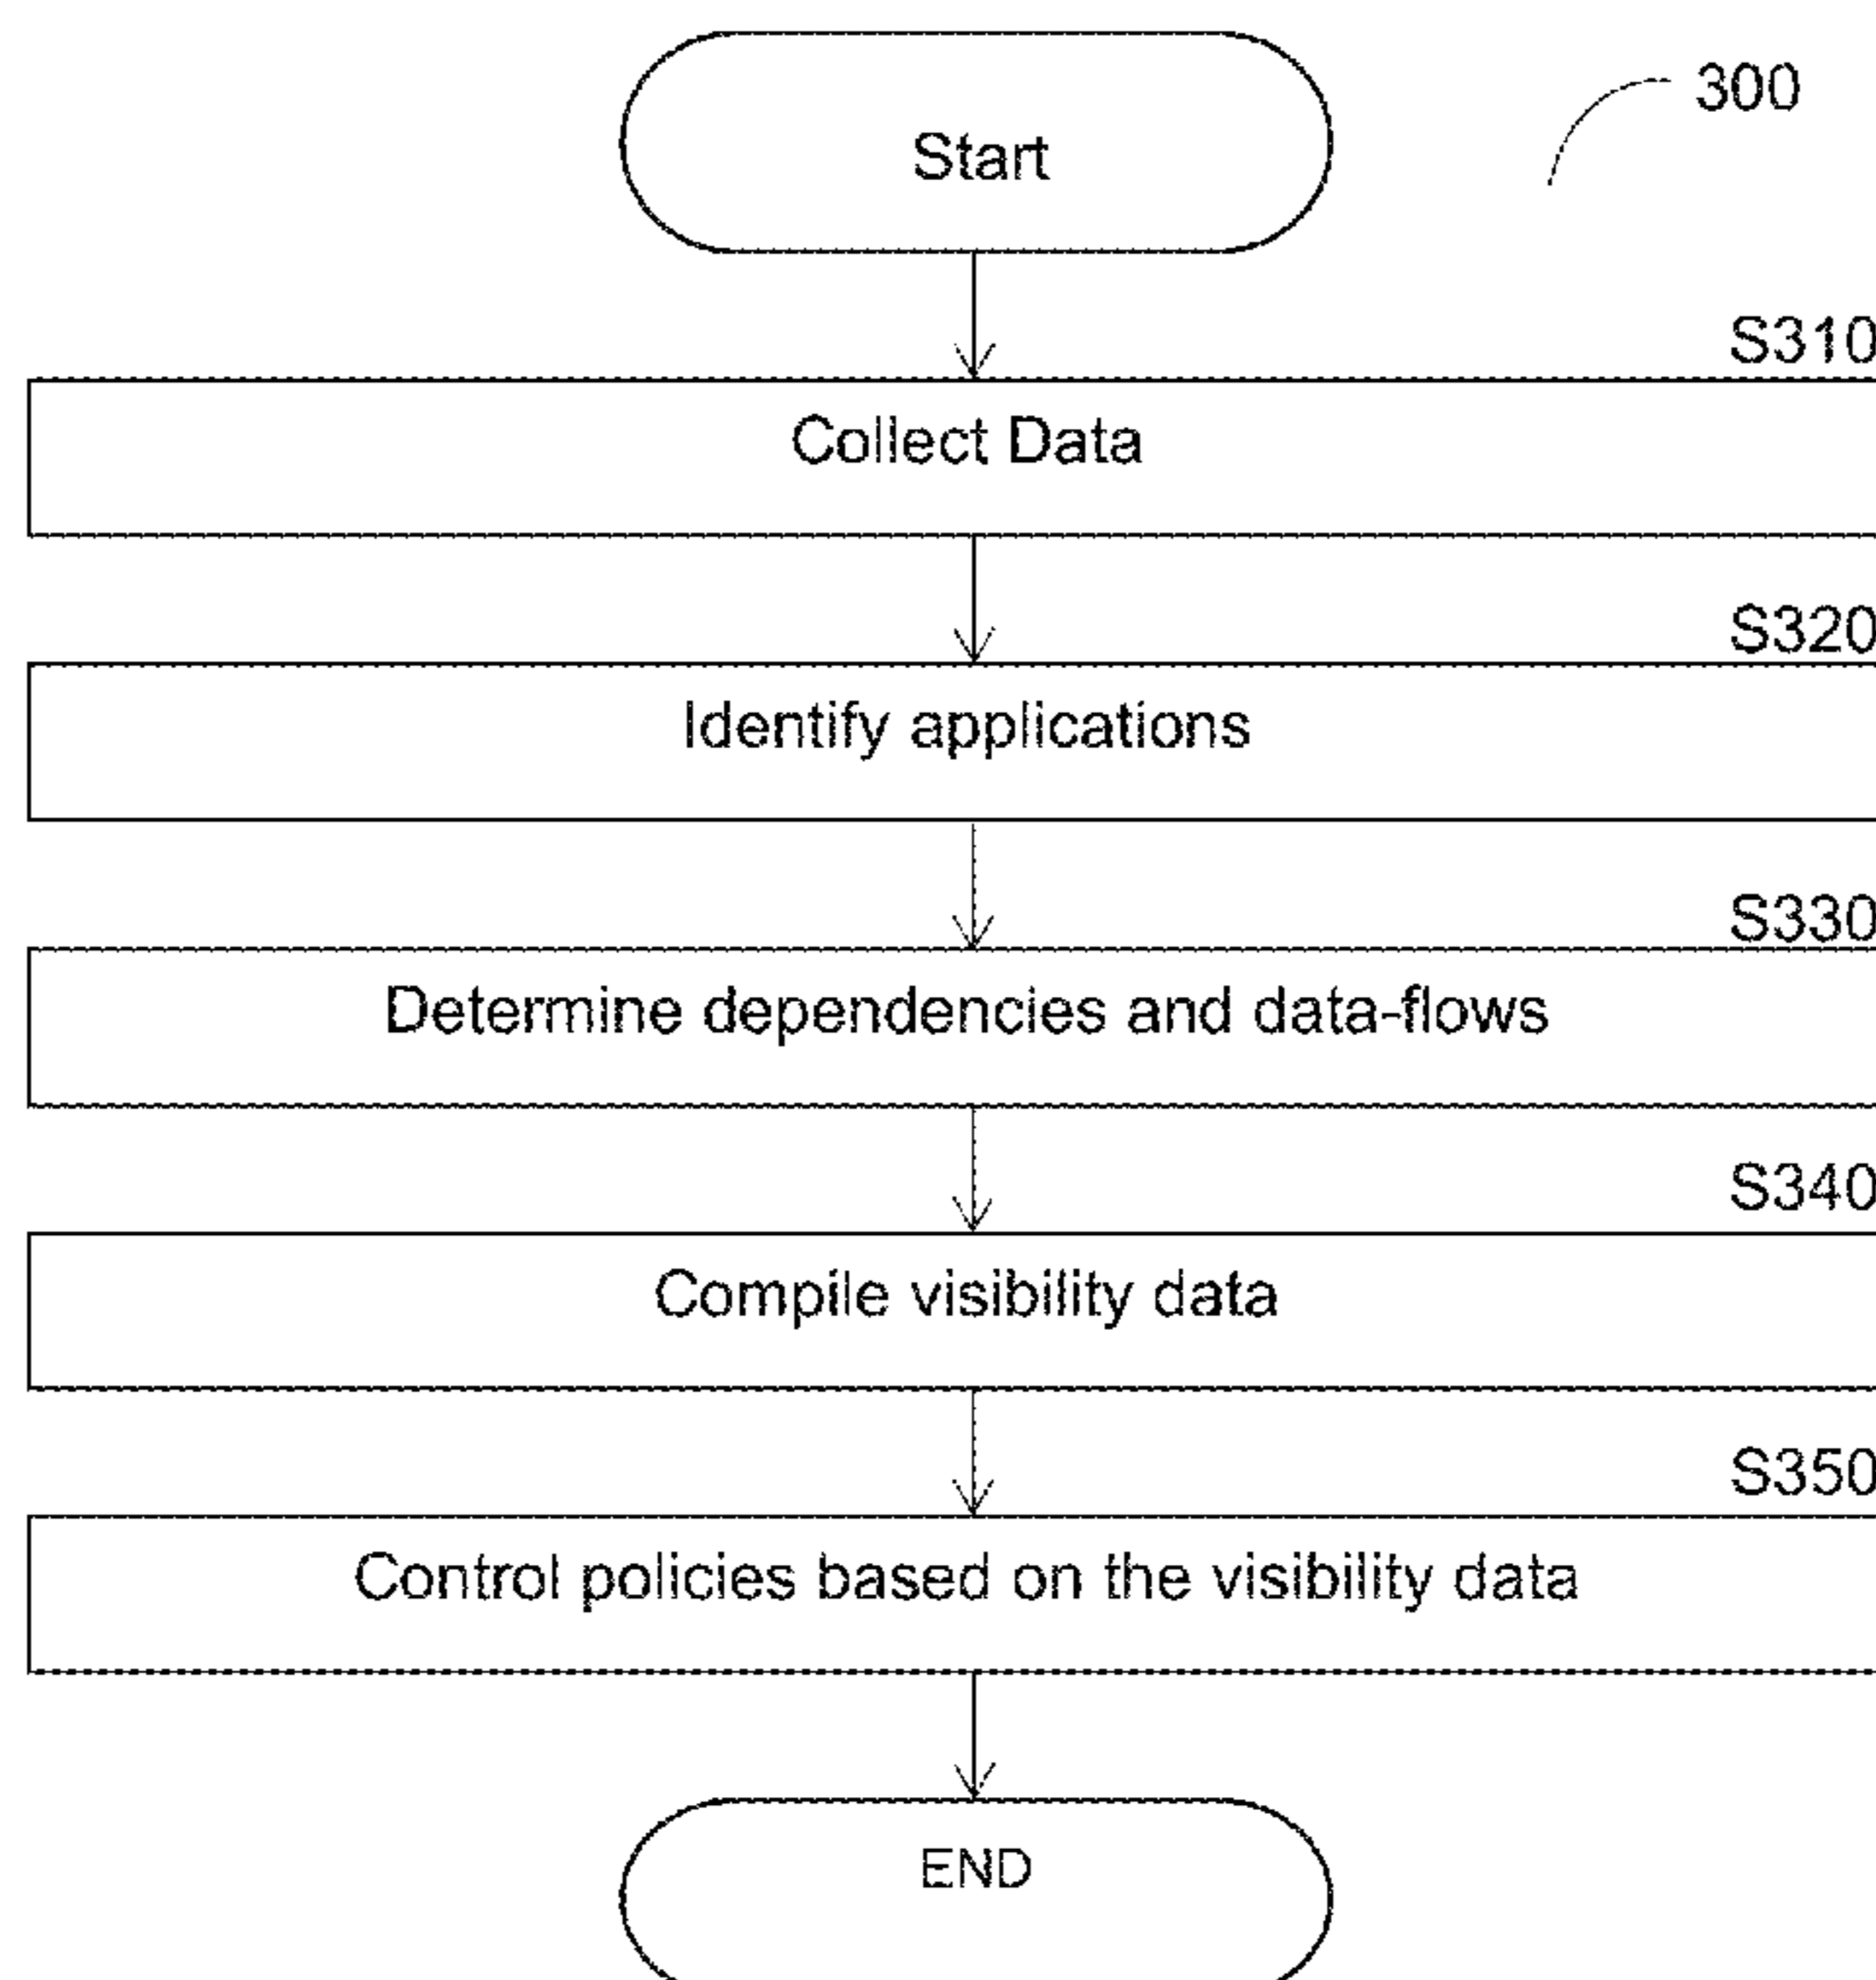 Start
300
S310
Collect Data
S320
Identify applications
S330
Determine dependencies and data-flows
S340
Compile visibility data
S350
Control policies based on the visibility data
END